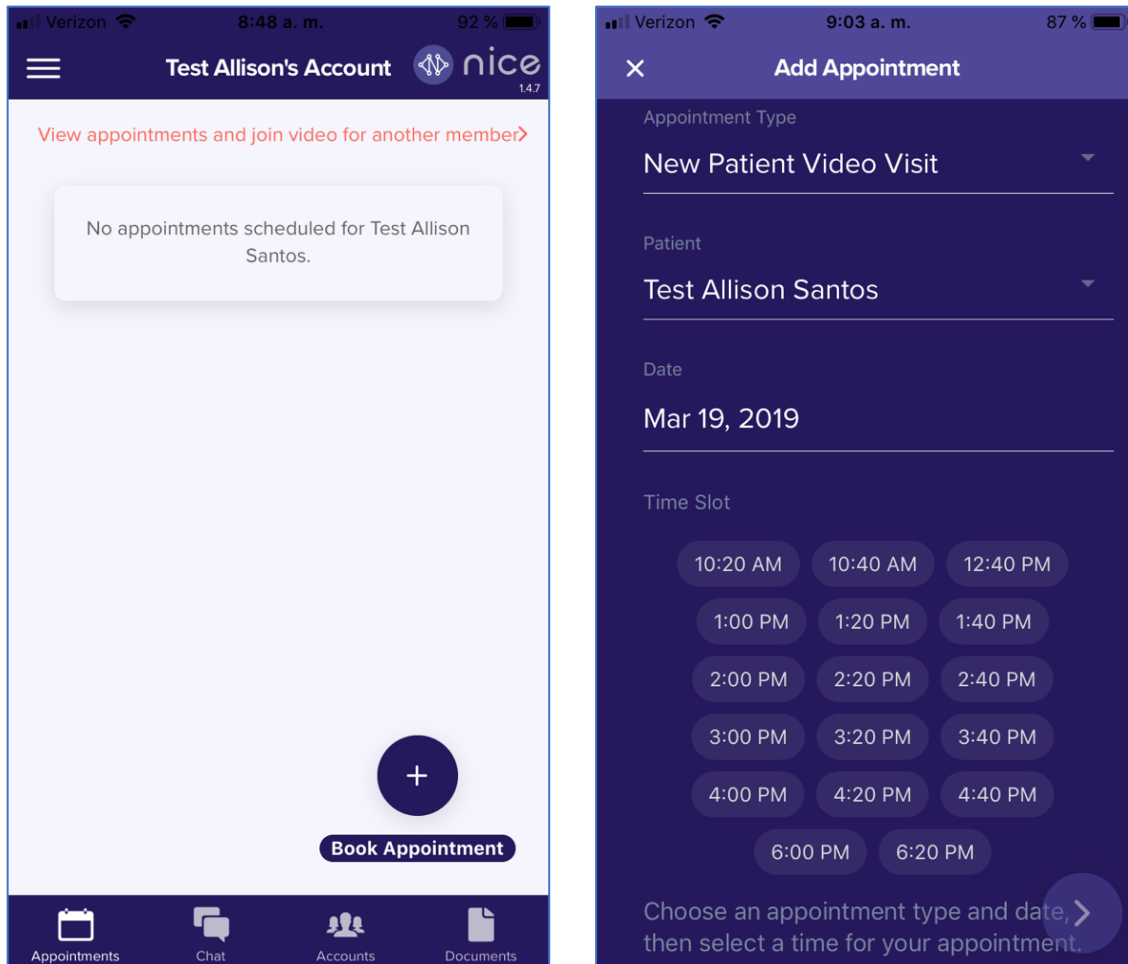 Verizon 8:48 a. m. 92 %
Test Allison's Account nice
1.4.7
View appointments and join video for another member
No appointments scheduled for Test Allison
Santos.
+
Book Appointment
Appointments Chat Accounts Documents
Verizon 9:03 a. m. 87 %
Add Appointment
Appointment Type
New Patient Video Visit
Patient
Test Allison Santos
Date
Mar 19, 2019
Time Slot
10:20 AM 10:40 AM 12:40 PM
1:00 PM 1:20 PM 1:40 PM
2:00 PM 2:20 PM 2:40 PM
3:00 PM 3:20 PM 3:40 PM
4:00 PM 4:20 PM 4:40 PM
6:00 PM 6:20 PM
Choose an appointment type and date,
then select a time for your appointment.